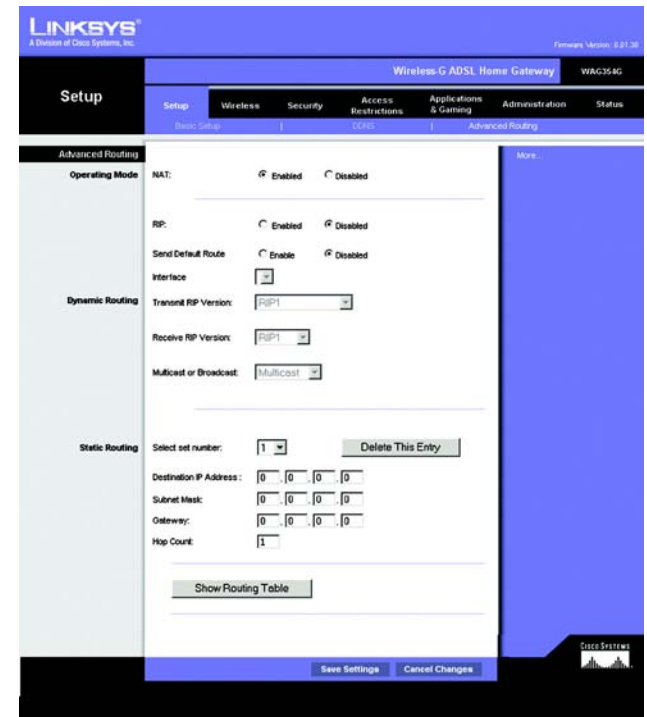 LINKSYS®
A Division of Cisco Systems, Inc.
Firmware Version: 0.01.30
Wireless-G ADSL Home Gateway WAG354G
Setup
Setup Wireless Security Access Restrictions Applications & Gaming Administration Status
Basic Setup | DDNS | Advanced Routing
Advanced Routing
More...
Operating Mode NAT: Enabled Disabled
RIP: Enabled Disabled
Send Default Route Enable Disabled
Interface
Dynamic Routing Transmit RIP Version: RIP1
Receive RIP Version: RIP1
Multicast or Broadcast: Multicast
Static Routing Select set number: 1 Delete This Entry
Destination IP Address : 0 . 0 . 0 . 0
Subnet Mask: 0 . 0 . 0 . 0
Gateway: 0 . 0 . 0 . 0
Hop Count: 1
Show Routing Table
CISCO SYSTEMS
Save Settings Cancel Changes